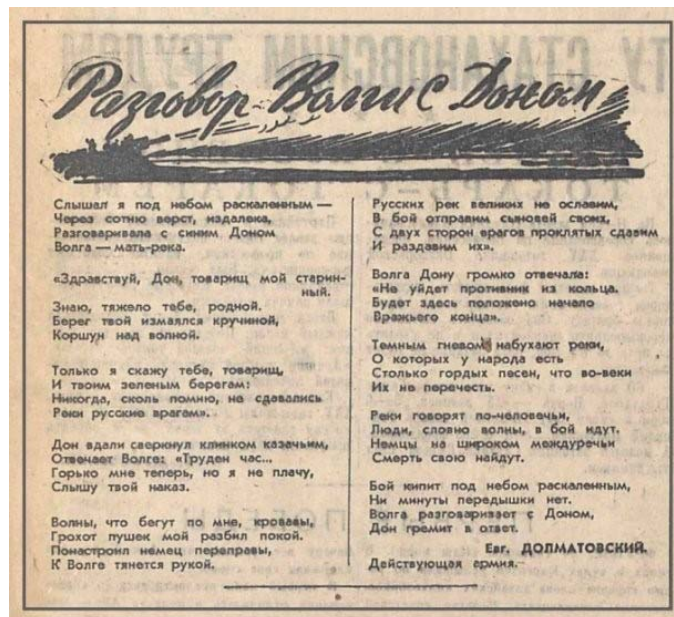 Разговор Волги с Доном
Слышал я под небом раскаленным —
Через сотню верст, издалека,
Разговаривала с синим Доном
Волга — мать-река.
«Здравствуй, Дон, товарищ мой старин-
ный.
Знаю, тяжело тебе, родной.
Берег твой измаялся кручиной,
Коршун над волной.
Только я скажу тебе, товарищ,
И твоим зеленым берегам:
Никогда, сколь помню, не сдавались
Реки русские врагам».
Дон вдали сверкнул клинком казачьим,
Отвечает Волге: «Труден час...
Горько мне теперь, но я не плачу,
Слышу твой наказ.
Волны, что бегут по мне, кровавы,
Грохот пушек мой разбил покой.
Понастроил немец переправы,
К Волге тянется рукой.
Русских рек великих не ославим,
В бой отправим сыновей своих,
С двух сторон врагов проклятых сдавим
И раздавим их».
Волга Дону громко отвечала:
«Не уйдет противник из кольца.
Будет здесь положено начало
Вражьего конца».
Темным гневом набухают реки,
О которых у народа есть
Столько гордых песен, что во-веки
Их не перечесть.
Реки говорят по-человечьи,
Люди, словно волны, в бой идут.
Немцы на широком междуречьи
Смерть свою найдут.
Бой кипит под небом раскаленным,
Ни минуты передышки нет.
Волга разговаривает с Доном,
Дон гремит в ответ.
Евг. ДОЛМАТОВСКИЙ.
Действующая армия.